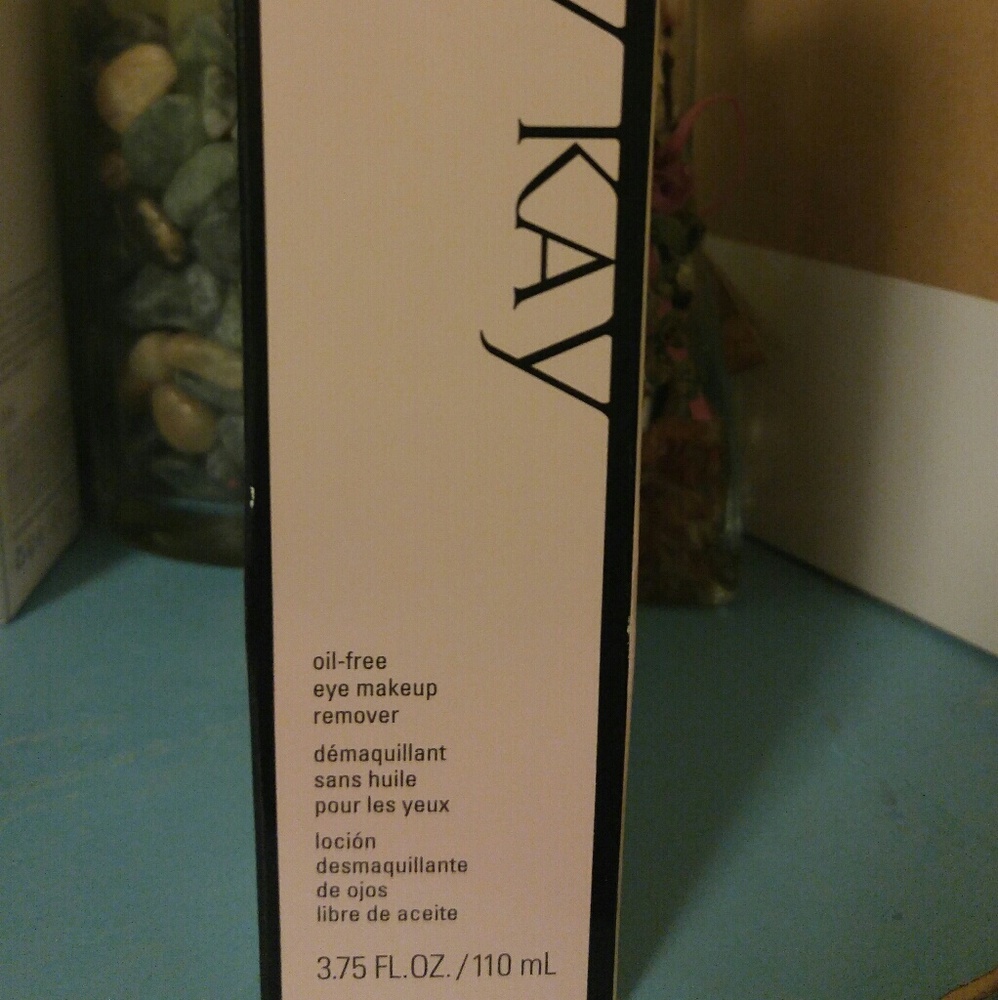 Y KAY
oil-free
eye makeup
remover
démaquillant
sans huile
pour les yeux
loción
desmaquillante
de ojos
libre de aceite
3.75 FL.OZ. / 110 mL